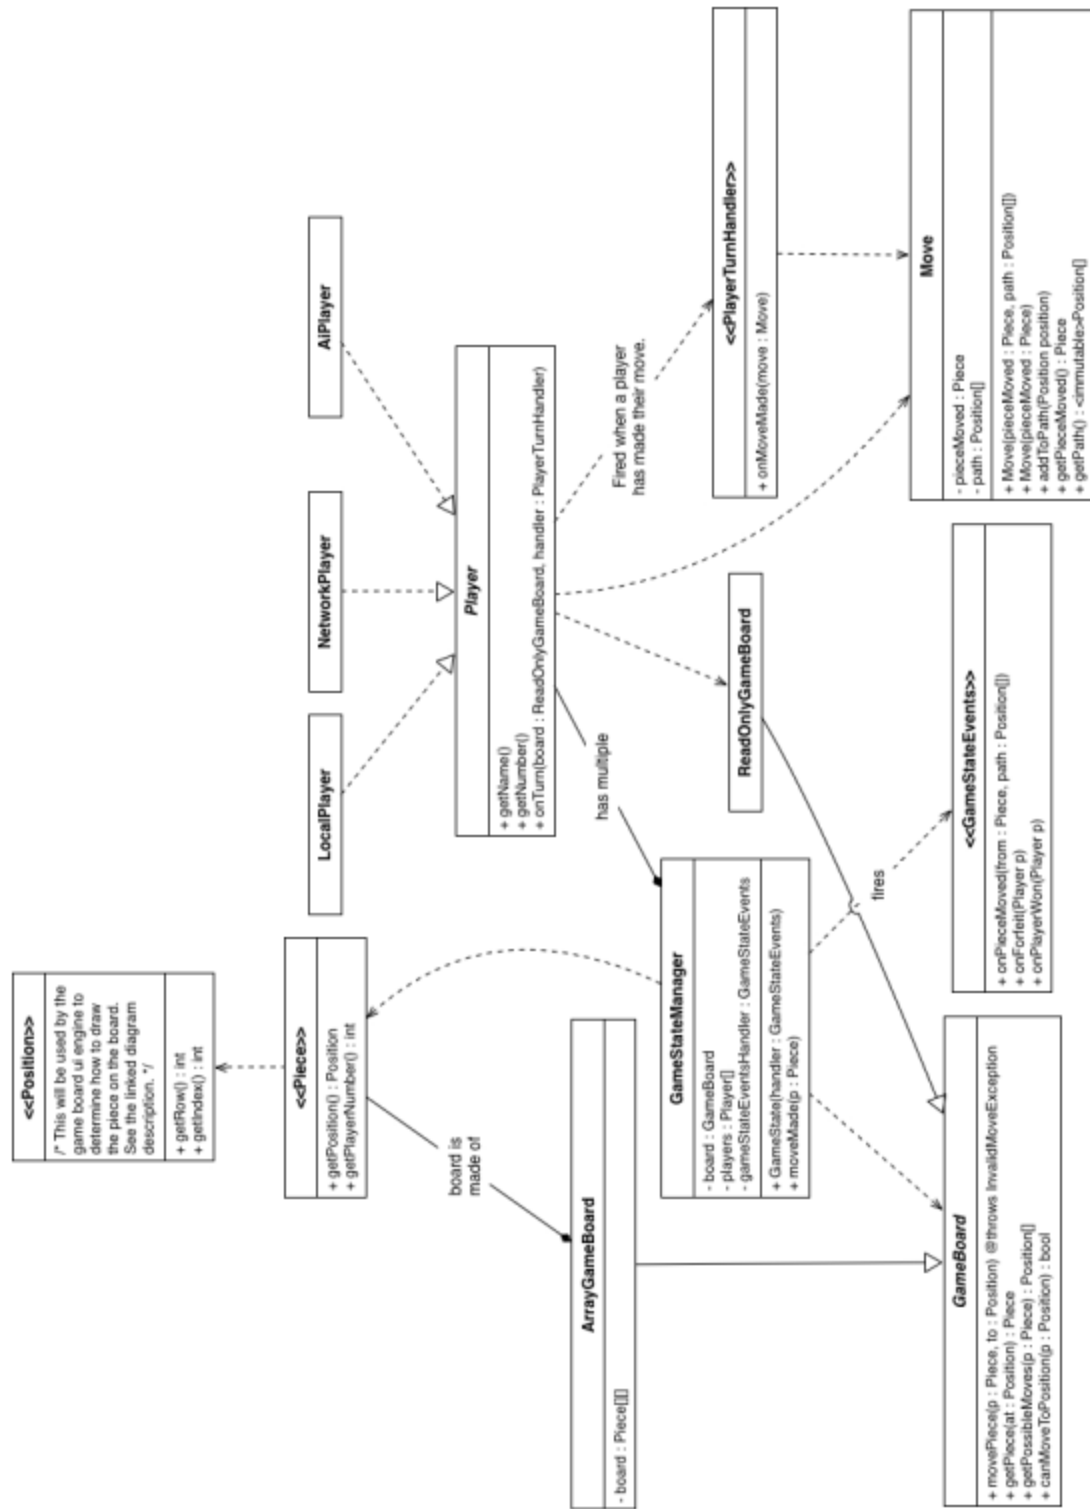 <<Position>>
/* This will be used by the
game board ui engine to
determine how to draw
the piece on the board.
See the linked diagram
description. */
+ getRow() : int
+ getIndex() : int
<<Piece>>
+ getPosition() : Position
+ getPlayerNumber() : int
LocalPlayer
NetworkPlayer
AiPlayer
board is
made of
Player
+ getName()
+ getNumber()
+ onTurn(board : ReadOnlyGameBoard, handler : PlayerTurnHandler)
ArrayGameBoard
- board : Piece[][]
has multiple
Fired when a player
has made their move.
GameStateManager
- board : GameBoard
- players : Player[]
- gameStateEventsHandler : GameStateEvents
+ GameState(handler : GameStateEvents)
+ moveMade(p : Piece)
ReadOnlyGameBoard
<<PlayerTurnHandler>>
+ onMoveMade(move : Move)
fires
GameBoard
+ movePiece(p : Piece, to : Position) @throws InvalidMoveException
+ getPiece(at : Position) : Piece
+ getPossibleMoves(p : Piece) : Position[]
+ canMoveToPosition(p : Position) : bool
<<GameStateEvents>>
+ onPieceMoved(from : Piece, path : Position[])
+ onForfeit(Player p)
+ onPlayerWon(Player p)
Move
- pieceMoved : Piece
- path : Position[]
+ Move(pieceMoved : Piece, path : Position[])
+ Move(pieceMoved : Piece)
+ addToPath(Position position)
+ getPieceMoved() : Piece
+ getPath() : <immutable>Position[]